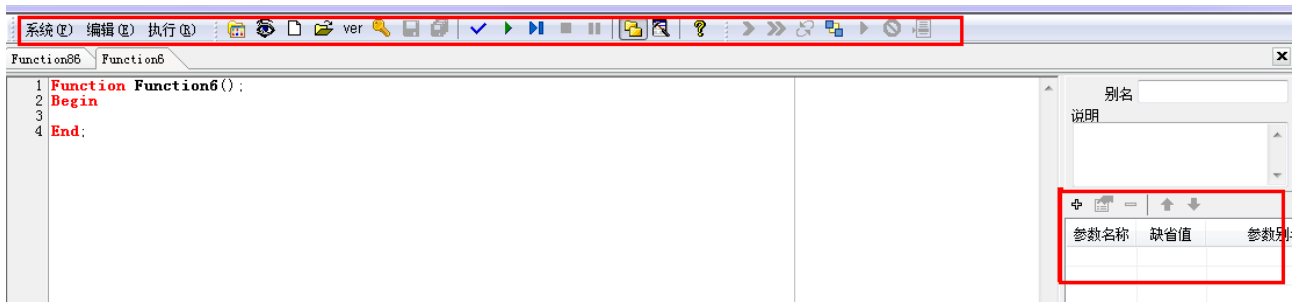 系统(F) 编辑(E) 执行(R) ver
Function86 Function6
1 Function Function6();
2 Begin
3
4 End;
别名
说明
参数名称 缺省值 参数别